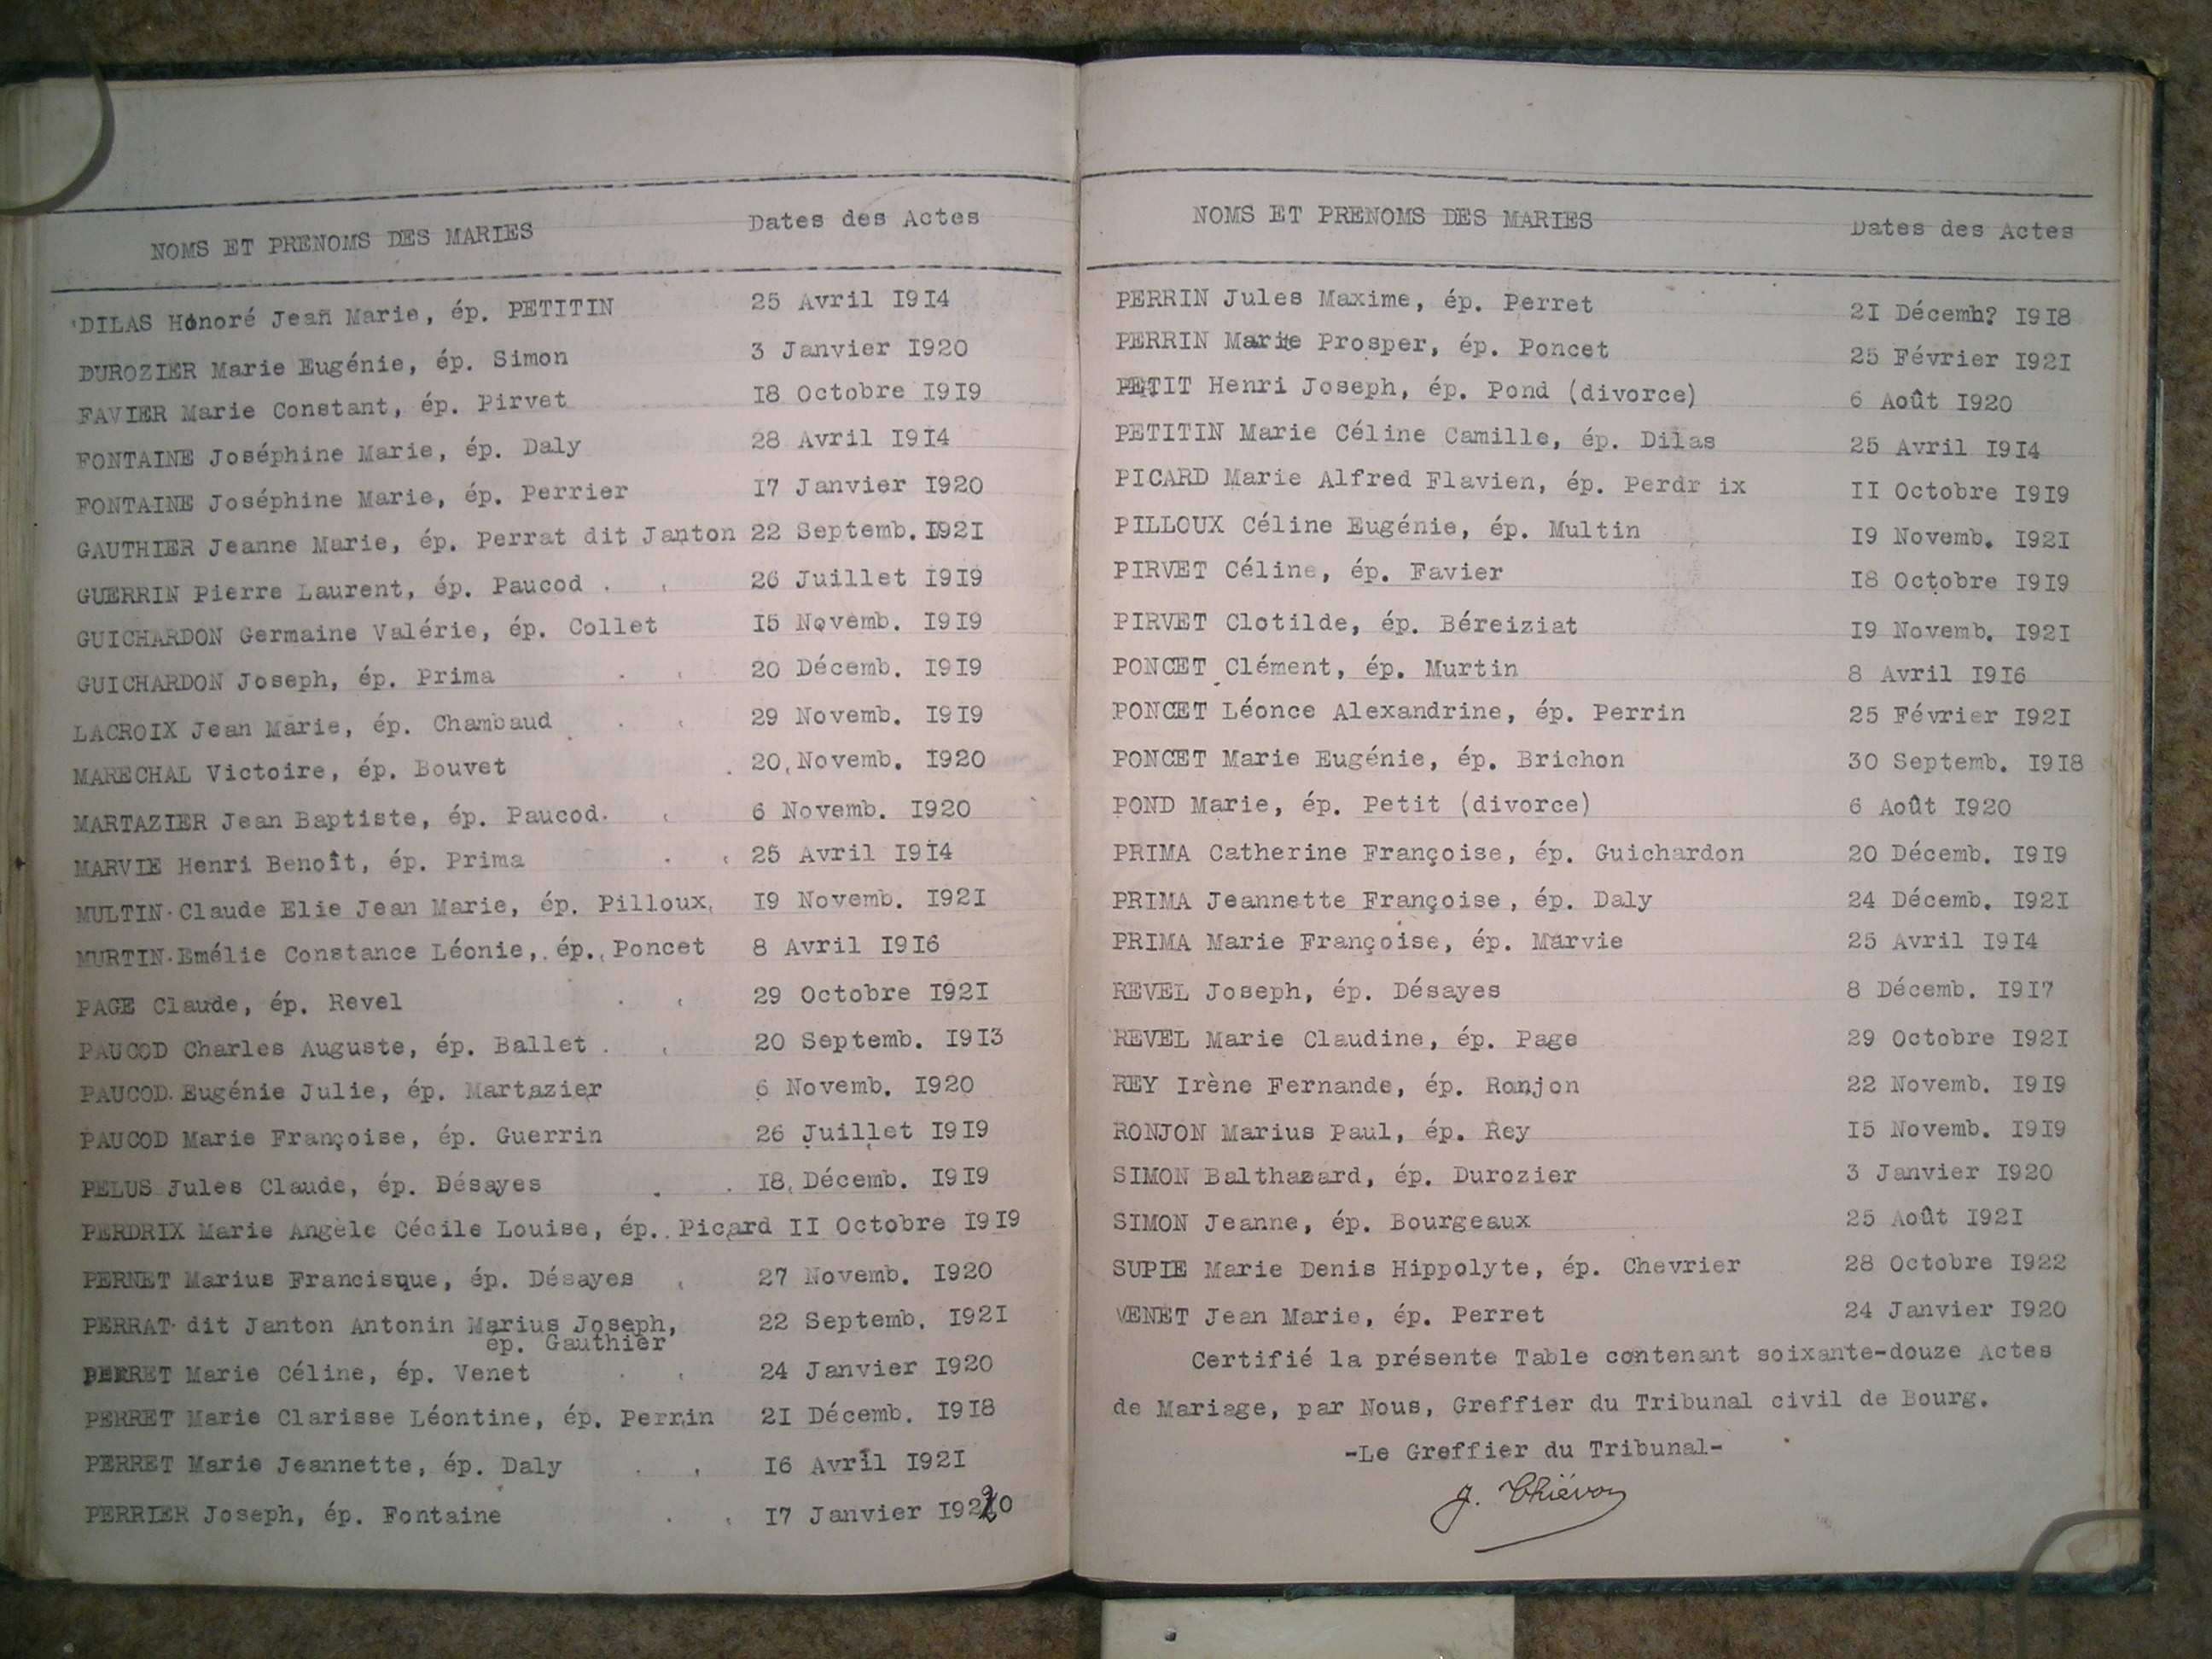 NOMS ET PRENOMS DES MARIES Dates des Actes
DILAS Honoré Jean Marie, ép. PETITIN 25 Avril 1914
DUROZIER Marie Eugénie, ép. Simon 3 Janvier 1920
FAVIER Marie Constant, ép. Pirvet 18 Octobre 1919
FONTAINE Joséphine Marie, ép. Daly 28 Avril 1914
FONTAINE Joséphine Marie, ép. Perrier 17 Janvier 1920
GAUTHIER Jeanne Marie, ép. Perrat dit Janton 22 Septemb. 1921
GUERRIN Pierre Laurent, ép. Paucod 26 Juillet 1919
GUICHARDON Germaine Valérie, ép. Collet 15 Novemb. 1919
GUICHARDON Joseph, ép. Prima 20 Décemb. 1919
LACROIX Jean Marie, ép. Chambaud 29 Novemb. 1919
MARECHAL Victoire, ép. Bouvet 20 Novemb. 1920
MARTAZIER Jean Baptiste, ép. Paucod. 6 Novemb. 1920
MARVIE Henri Benoît, ép. Prima 25 Avril 1914
MULTIN Claude Elie Jean Marie, ép. Pilloux 19 Novemb. 1921
MURTIN Emélie Constance Léonie, ép. Poncet 8 Avril 1916
PAGE Claude, ép. Revel 29 Octobre 1921
PAUCOD Charles Auguste, ép. Ballet 20 Septemb. 1913
PAUCOD Eugénie Julie, ép. Martazier 6 Novemb. 1920
PAUCOD Marie Françoise, ép. Guerrin 26 Juillet 1919
PELUS Jules Claude, ép. Désayes 18 Décemb. 1919
PERDRIX Marie Angèle Cécile Louise, ép. Picard 11 Octobre 1919
PERNET Marius Francisque, ép. Désayes 27 Novemb. 1920
PERRAT dit Janton Antonin Marius Joseph, 22 Septemb. 1921
ép. Gauthier
PERRET Marie Céline, ép. Venet 24 Janvier 1920
PERRET Marie Clarisse Léontine, ép. Perrin 21 Décemb. 1918
PERRET Marie Jeannette, ép. Daly 16 Avril 1921
PERRIER Joseph, ép. Fontaine 17 Janvier 1920
NOMS ET PRENOMS DES MARIES Dates des Actes
PERRIN Jules Maxime, ép. Perret 21 Décemh? 1918
PERRIN Marie Prosper, ép. Poncet 25 Février 1921
PETIT Henri Joseph, ép. Pond (divorce) 6 Août 1920
PETITIN Marie Céline Camille, ép. Dilas 25 Avril 1914
PICARD Marie Alfred Flavien, ép. Perdr ix 11 Octobre 1919
PILLOUX Céline Eugénie, ép. Multin 19 Novemb. 1921
PIRVET Céline, ép. Favier 18 Octobre 1919
PIRVET Clotilde, ép. Béreiziat 19 Novemb. 1921
PONCET Clément, ép. Murtin 8 Avril 1916
PONCET Léonce Alexandrine, ép. Perrin 25 Février 1921
PONCET Marie Eugénie, ép. Brichon 30 Septemb. 1918
POND Marie, ép. Petit (divorce) 6 Août 1920
PRIMA Catherine Françoise, ép. Guichardon 20 Décemb. 1919
PRIMA Jeannette Françoise, ép. Daly 24 Décemb. 1921
PRIMA Marie Françoise, ép. Marvie 25 Avril 1914
REVEL Joseph, ép. Désayes 8 Décemb. 1917
REVEL Marie Claudine, ép. Page 29 Octobre 1921
REY Irène Fernande, ép. Ronjon 22 Novemb. 1919
RONJON Marius Paul, ép. Rey 15 Novemb. 1919
SIMON Balthazard, ép. Durozier 3 Janvier 1920
SIMON Jeanne, ép. Bourgeaux 25 Août 1921
SUPIE Marie Denis Hippolyte, ép. Chevrier 28 Octobre 1922
VENET Jean Marie, ép. Perret 24 Janvier 1920
Certifié la présente Table contenant soixante-douze Actes
de Mariage, par Nous, Greffier du Tribunal civil de Bourg.
-Le Greffier du Tribunal-